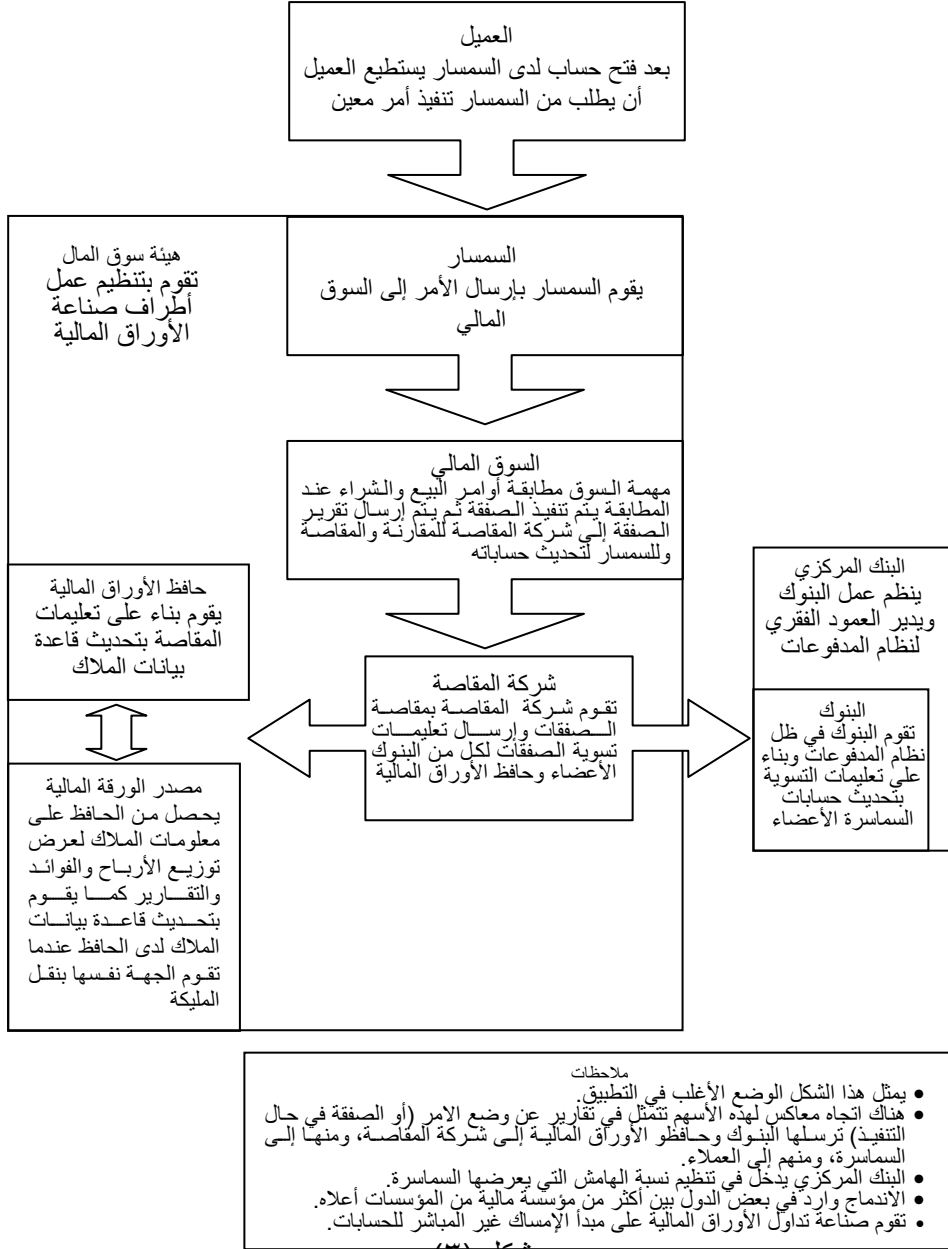 العميل
بعد فتح حساب لدى السمسار يستطيع العميل
أن يطلب من السمسار تنفيذ أمر معين
هيئة سوق المال
تقوم بتنظيم عمل
أطراف صناعة
الأوراق المالية
السمسار
يقوم السمسار بإرسال الأمر إلى السوق
المالي
السوق المالي
مهمة السوق مطابقة أوامر البيع والشراء عند
المطابقة يتم تنفيذ الصفقة ثم يتم إرسال تقرير
الصفقة إلى شركة المقاصة للمقارنة والمقاصة
وللسمسار لتحديث حساباته
البنك المركزي
ينظم عمل البنوك
ويدير العمود الفقري
لنظام المدفوعات
البنوك
تقوم البنوك في ظل
نظام المدفوعات وبناء
على تعليمات التسوية
بتحديث حسابات
السماسرة الأعضاء
شركة المقاصة
تقوم شركة المقاصة بمقاصة
الصفقات وإرسال تعليمات
تسوية الصفقات لكل من البنوك
الأعضاء وحافظ الأوراق المالية
حافظ الأوراق المالية
يقوم بناء على تعليمات
المقاصة بتحديث قاعدة
بيانات الملاك
مصدر الورقة المالية
يحصل من الحافظ على
معلومات الملاك لعرض
توزيع الأرباح والفوائد
والتقارير كما يقوم
بتحديث قاعدة بيانات
الملاك لدى الحافظ عندما
تقوم الجهة نفسها بنقل
المليكة
ملاحظات
• يمثل هذا الشكل الوضع الأغلب في التطبيق.
• هناك اتجاه معاكس لهذه الأسهم تتمثل في تقارير عن وضع الامر (أو الصفقة في حال
التنفيذ) ترسلها البنوك وحافظو الأوراق المالية إلى شركة المقاصة، ومنها إلى
السماسرة، ومنهم إلى العملاء.
• البنك المركزي يدخل في تنظيم نسبة الهامش التي يعرضها السماسرة.
• الاندماج وارد في بعض الدول بين أكثر من مؤسسة مالية من المؤسسات أعلاه.
• تقوم صناعة تداول الأوراق المالية على مبدأ الإمساك غير المباشر للحسابات.
شكل (٣)